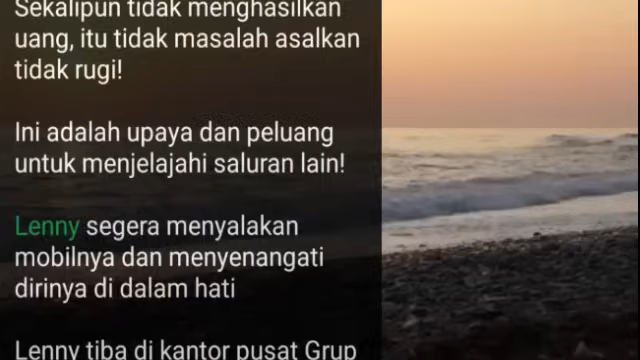 Sekalipun tidak menghasilkan
uang, itu tidak masalah asalkan
tidak rugi!
Ini adalah upaya dan peluang
untuk menjelajahi saluran lain!
Lenny segera menyalakan
mobilnya dan menyenangati
dirinya di dalam hati
Lenny tiba di kantor pusat Grup